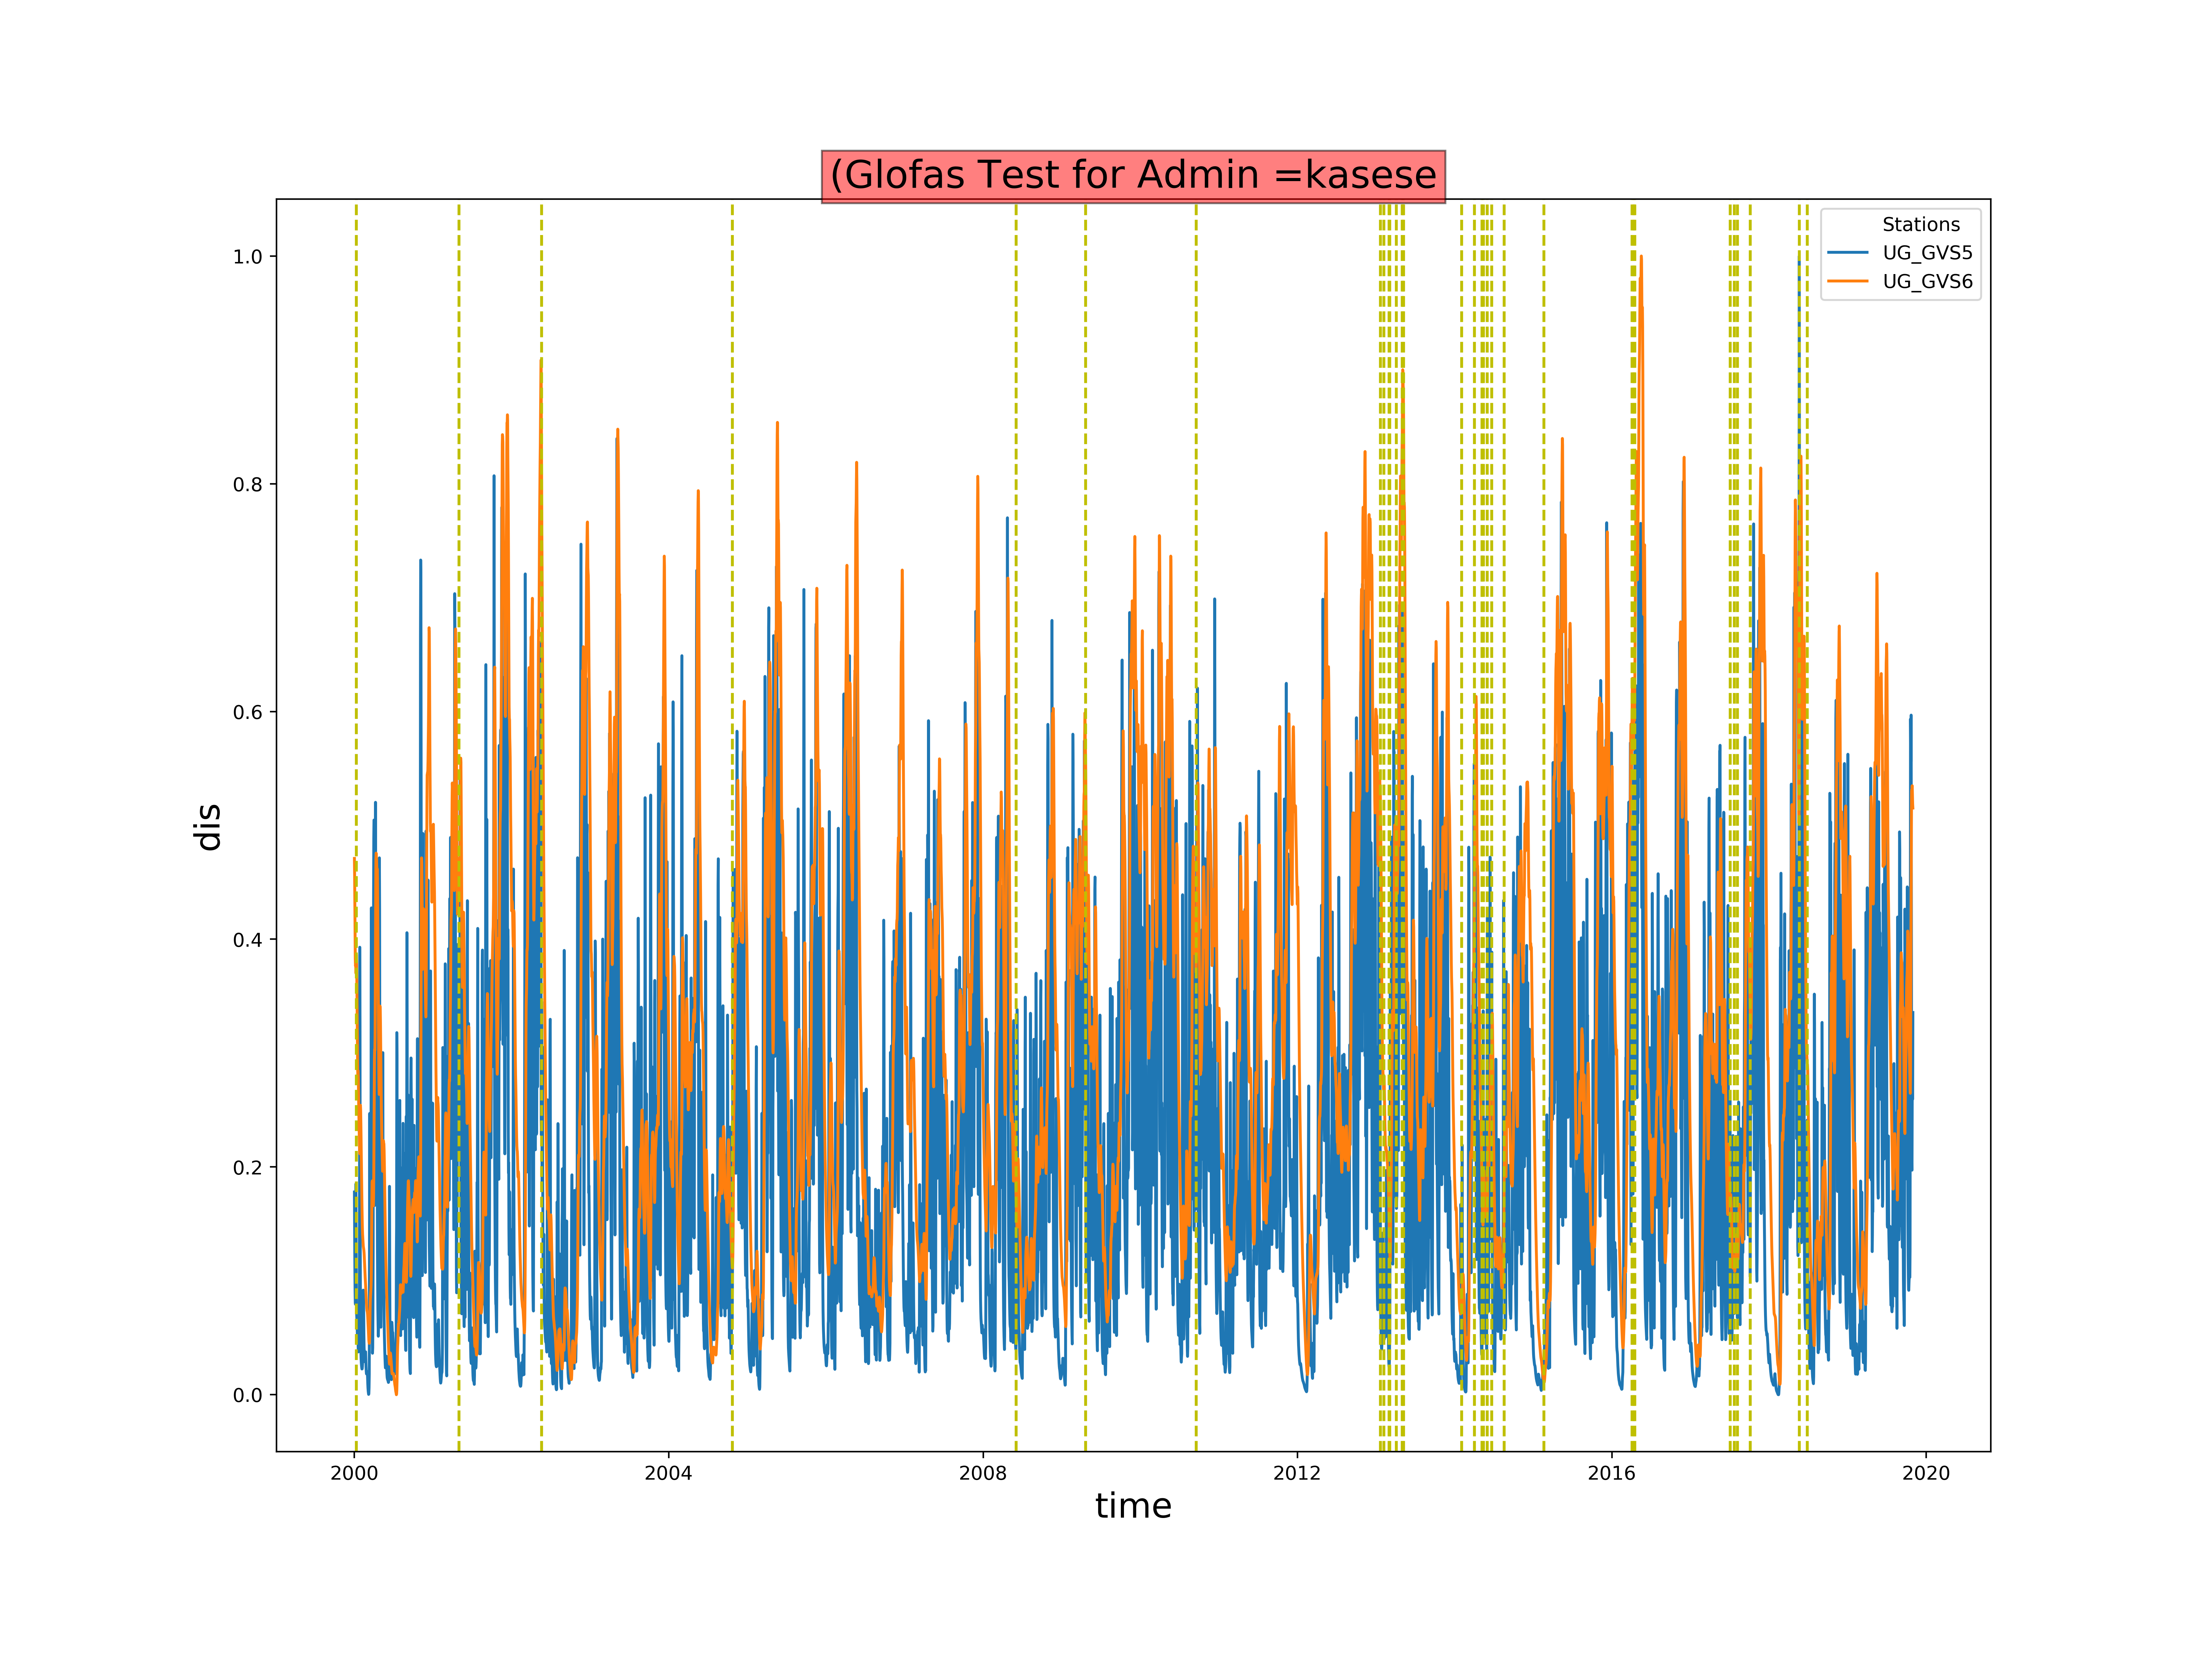 (Glofas Test for Admin =kasese
Stations
UG_GVS5
UG_GVS6
1.0
0.8
0.6
0.4
0.2
0.0
dis
2000
2004
2008
2012
2016
2020
time